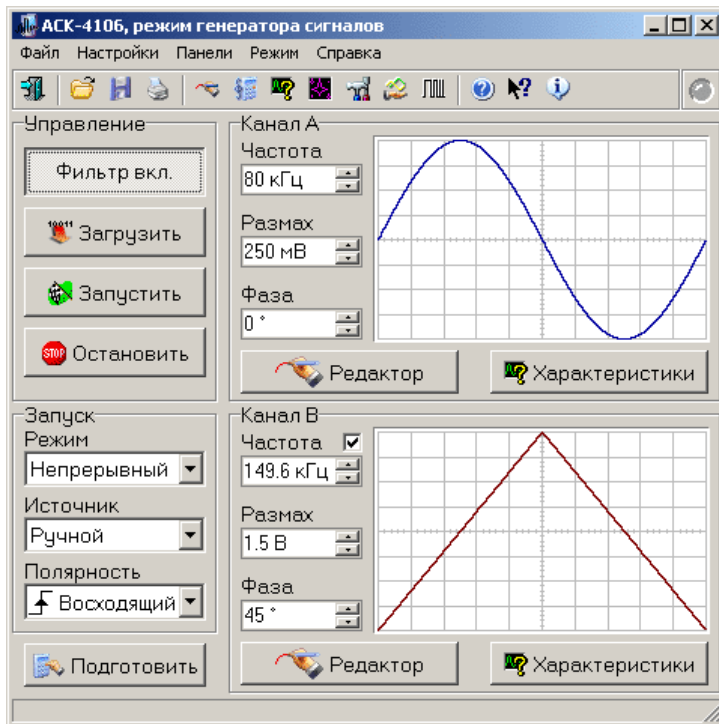 АСК-4106, режим генератора сигналов
Файл Настройки Панели Режим Справка
Управление
Фильтр вкл.
Загрузить
Запустить
STOP Остановить
Канал А
Частота
80 кГц
Размах
250 мВ
Фаза
0 °
Редактор
Характеристики
Запуск
Режим
Непрерывный
Источник
Ручной
Полярность
Восходящий
Подготовить
Канал В
Частота
149.6 кГц
Размах
1.5 В
Фаза
45 °
Редактор
Характеристики